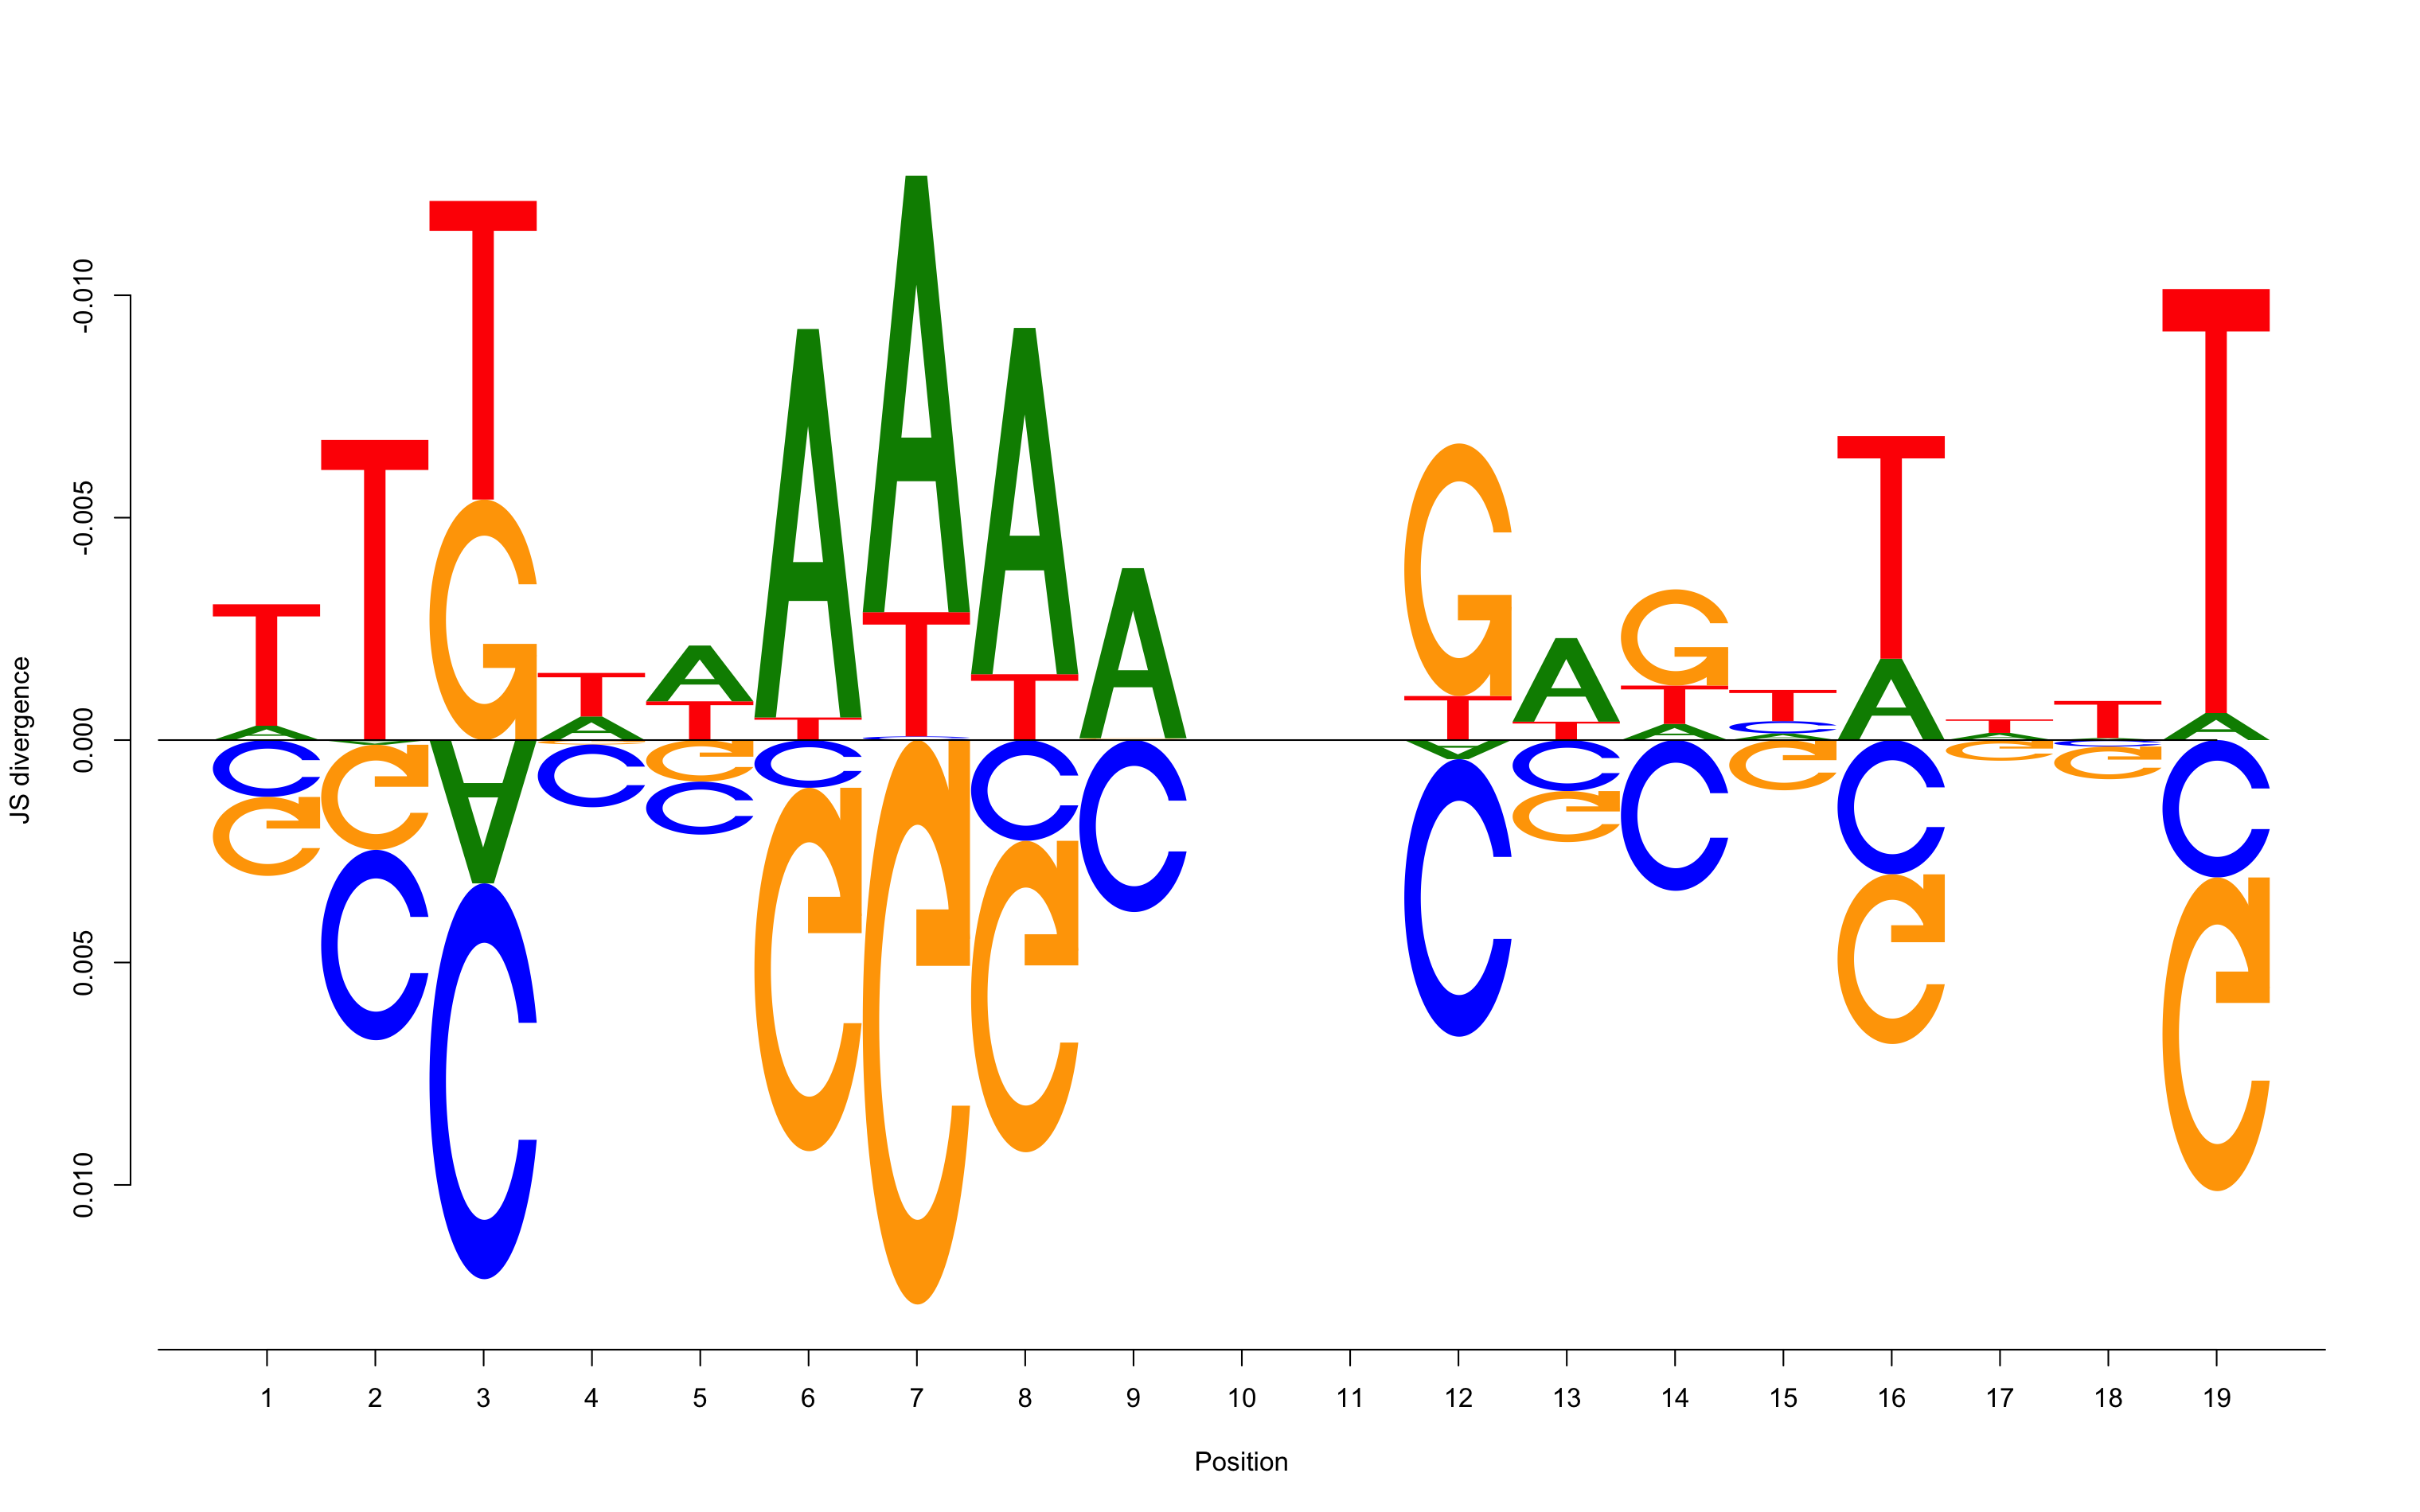 JS divergence
-0.010
-0.005
0.000
0.005
0.010
T T T T A A A A A G A G T T T T T
A G A T T T T T T T C A A A
A A
C G A C G C G C C A C C G C G G C
G C C C G G C G C G
1 2 3 4 5 6 7 8 9 10 11 12 13 14 15 16 17 18 19
Position